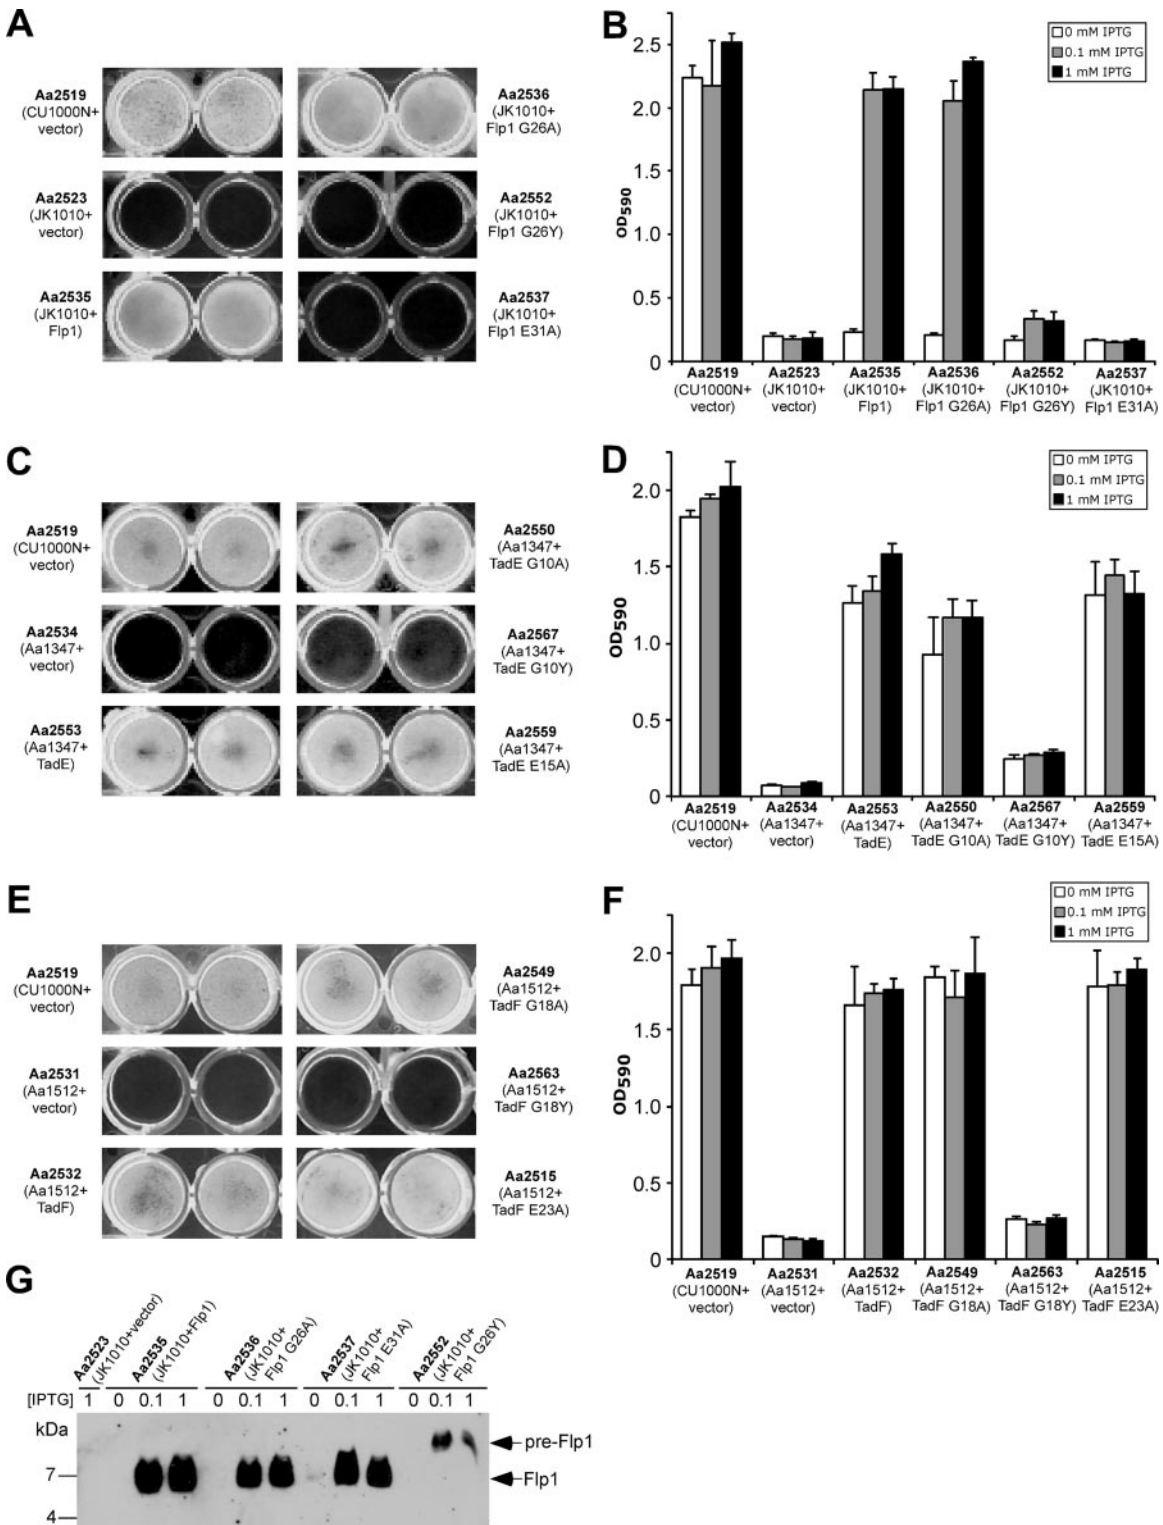 A
Aa2519
(CU1000N+
vector)
Aa2536
(JK1010+
Flp1 G26A)
Aa2523
(JK1010+
vector)
Aa2552
(JK1010+
Flp1 G26Y)
Aa2535
(JK1010+
Flp1)
Aa2537
(JK1010+
Flp1 E31A)
B
0 mM IPTG
0.1 mM IPTG
1 mM IPTG
2.5
2.0
1.5
1.0
0.5
0
OD590
Aa2519
(CU1000N+
vector)
Aa2523
(JK1010+
vector)
Aa2535
(JK1010+
Flp1)
Aa2536
(JK1010+
Flp1 G26A)
Aa2552
(JK1010+
Flp1 G26Y)
Aa2537
(JK1010+
Flp1 E31A)
C
Aa2519
(CU1000N+
vector)
Aa2550
(Aa1347+
TadE G10A)
Aa2534
(Aa1347+
vector)
Aa2567
(Aa1347+
TadE G10Y)
Aa2553
(Aa1347+
TadE)
Aa2559
(Aa1347+
TadE E15A)
D
0 mM IPTG
0.1 mM IPTG
1 mM IPTG
2.0
1.5
1.0
0.5
0
OD590
Aa2519
(CU1000N+
vector)
Aa2534
(Aa1347+
vector)
Aa2553
(Aa1347+
TadE)
Aa2550
(Aa1347+
TadE G10A)
Aa2567
(Aa1347+
TadE G10Y)
Aa2559
(Aa1347+
TadE E15A)
E
Aa2519
(CU1000N+
vector)
Aa2549
(Aa1512+
TadF G18A)
Aa2531
(Aa1512+
vector)
Aa2563
(Aa1512+
TadF G18Y)
Aa2532
(Aa1512+
TadF)
Aa2515
(Aa1512+
TadF E23A)
F
0 mM IPTG
0.1 mM IPTG
1 mM IPTG
2.0
1.5
1.0
0.5
0
OD590
Aa2519
(CU1000N+
vector)
Aa2531
(Aa1512+
vector)
Aa2532
(Aa1512+
TadF)
Aa2549
(Aa1512+
TadF G18A)
Aa2563
(Aa1512+
TadF G18Y)
Aa2515
(Aa1512+
TadF E23A)
G
Aa2523
(JK1010+vector)
Aa2535
(JK1010+Flp1)
Aa2536
(JK1010+
Flp1 G26A)
Aa2537
(JK1010+
Flp1 E31A)
Aa2552
(JK1010+
Flp1 G26Y)
[IPTG] 1 0 0.1 1 0 0.1 1 0 0.1 1 0 0.1 1
kDa
7
4
pre-Flp1
Flp1